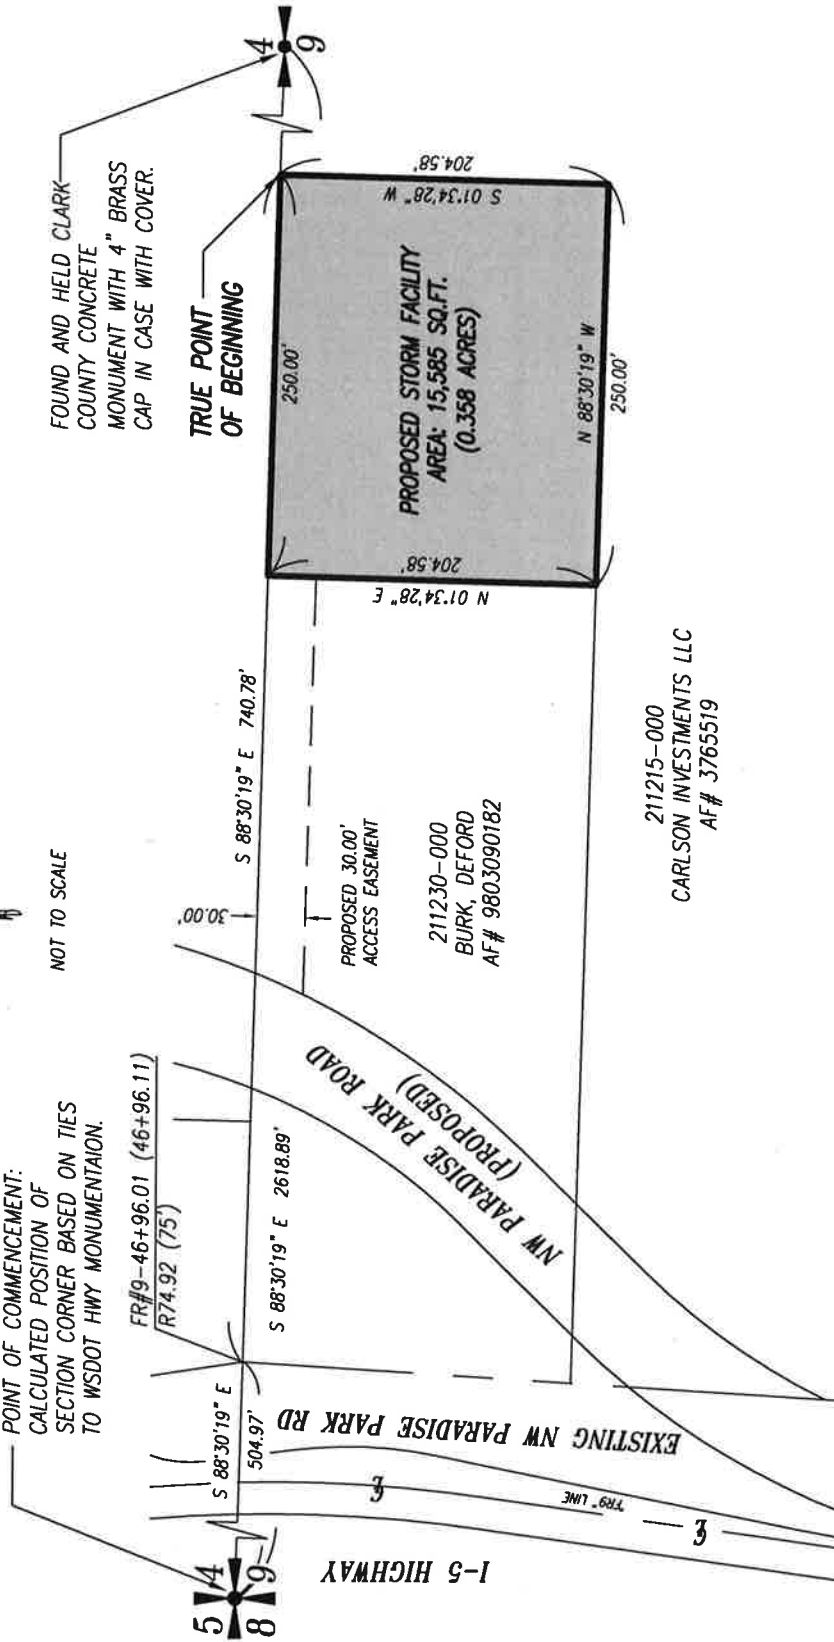 POINT OF COMMENCEMENT:
CALCULATED POSITION OF
SECTION CORNER BASED ON TIES
TO WSDOT HWY MONUMENTAION.
NOT TO SCALE
FOUND AND HELD CLARK
COUNTY CONCRETE
MONUMENT WITH 4" BRASS
CAP IN CASE WITH COVER.
TRUE POINT
OF BEGINNING
FR#9-46+96.01 (46+96.11)
R74.92 (75')
5 4
8 9
4
9
S 88°30'19" E
504.97'
S 88°30'19" E 2618.89'
S 88°30'19" E 740.78'
30.00'
250.00'
204.58'
S 01°34'28" W
204.58'
N 01°34'28" E
N 88°30'19" W
250.00'
PROPOSED STORM FACILITY
AREA: 15,585 SQ.FT.
(0.358 ACRES)
PROPOSED 30.00'
ACCESS EASEMENT
211230-000
BURK, DEFORD
AF# 9803090182
211215-000
CARLSON INVESTMENTS LLC
AF# 3765519
NW PARADISE PARK ROAD
(PROPOSED)
EXISTING NW PARADISE PARK RD
"FR9" LINE
I-5 HIGHWAY